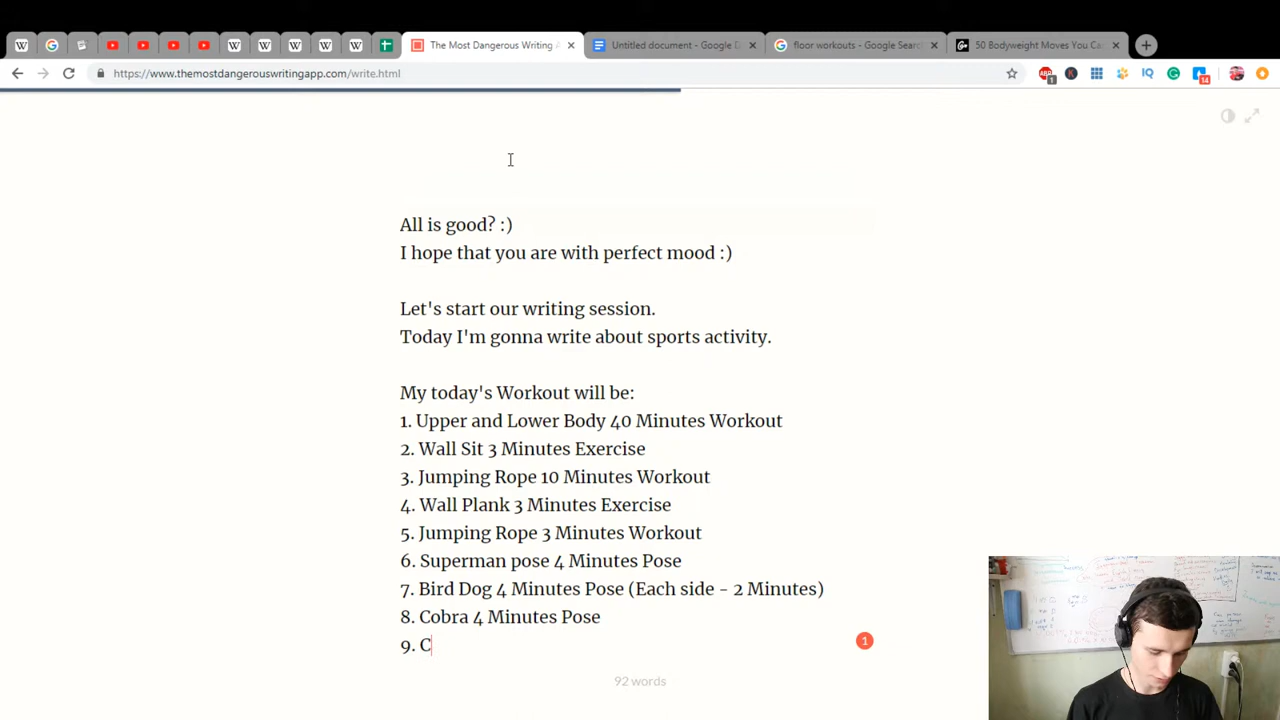 The Most Dangerous Writing
Untitled document - Google D
floor workouts - Google Sear
50 Bodyweight Moves You Ca
https://www.themostdangerouswritingapp.com/write.html
1
14
All is good? :)
I hope that you are with perfect mood :)
Let's start our writing session.
Today I'm gonna write about sports activity.
My today's Workout will be:
1. Upper and Lower Body 40 Minutes Workout
2. Wall Sit 3 Minutes Exercise
3. Jumping Rope 10 Minutes Workout
4. Wall Plank 3 Minutes Exercise
5. Jumping Rope 3 Minutes Workout
6. Superman pose 4 Minutes Pose
7. Bird Dog 4 Minutes Pose (Each side - 2 Minutes)
8. Cobra 4 Minutes Pose
9. C
1
92 words